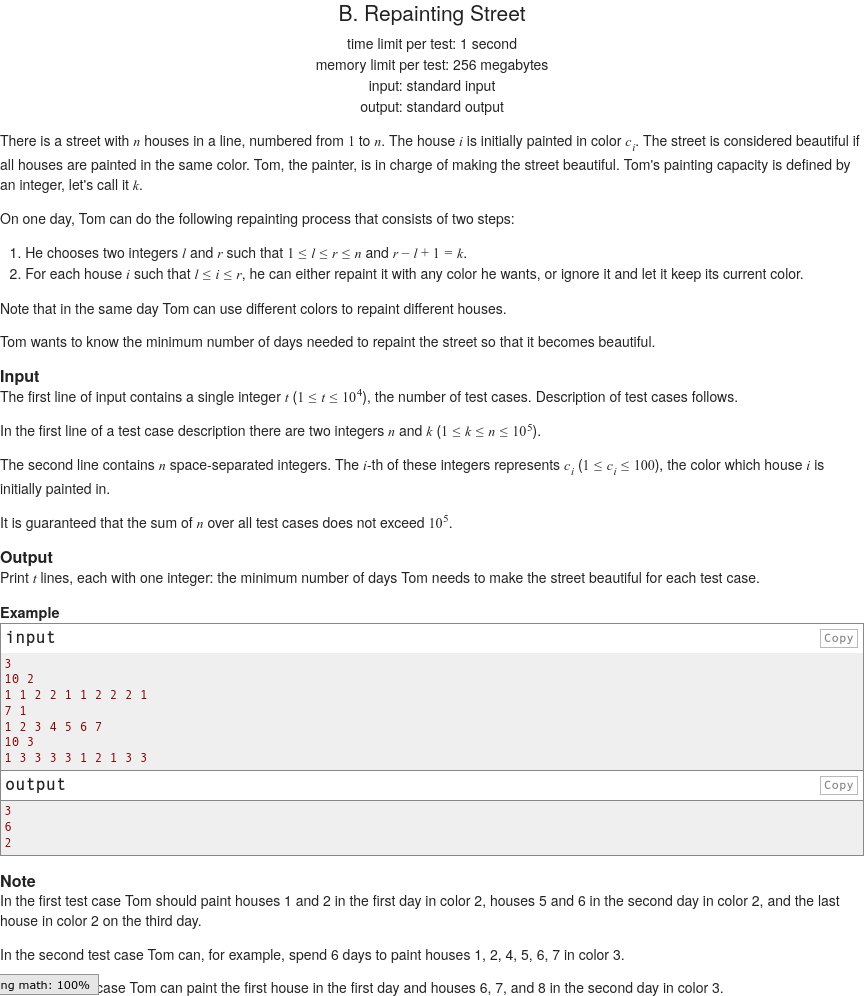 B. Repainting Street
time limit per test: 1 second
memory limit per test: 256 megabytes
input: standard input
output: standard output
There is a street with n houses in a line, numbered from 1 to n. The house i is initially painted in color c_i. The street is considered beautiful if
all houses are painted in the same color. Tom, the painter, is in charge of making the street beautiful. Tom's painting capacity is defined by
an integer, let's call it k.
On one day, Tom can do the following repainting process that consists of two steps:
1. He chooses two integers l and r such that 1 ≤ l ≤ r ≤ n and r − l + 1 = k.
2. For each house i such that l ≤ i ≤ r, he can either repaint it with any color he wants, or ignore it and let it keep its current color.
Note that in the same day Tom can use different colors to repaint different houses.
Tom wants to know the minimum number of days needed to repaint the street so that it becomes beautiful.
Input
The first line of input contains a single integer t (1 ≤ t ≤ 10^4), the number of test cases. Description of test cases follows.
In the first line of a test case description there are two integers n and k (1 ≤ k ≤ n ≤ 10^5).
The second line contains n space-separated integers. The i-th of these integers represents c_i (1 ≤ c_i ≤ 100), the color which house i is
initially painted in.
It is guaranteed that the sum of n over all test cases does not exceed 10^5.
Output
Print t lines, each with one integer: the minimum number of days Tom needs to make the street beautiful for each test case.
Example
input Copy
3
10 2
1 1 2 2 1 1 2 2 2 1
7 1
1 2 3 4 5 6 7
10 3
1 3 3 3 3 1 2 1 3 3
output Copy
3
6
2
Note
In the first test case Tom should paint houses 1 and 2 in the first day in color 2, houses 5 and 6 in the second day in color 2, and the last
house in color 2 on the third day.
In the second test case Tom can, for example, spend 6 days to paint houses 1, 2, 4, 5, 6, 7 in color 3.
ng math: 100% case Tom can paint the first house in the first day and houses 6, 7, and 8 in the second day in color 3.